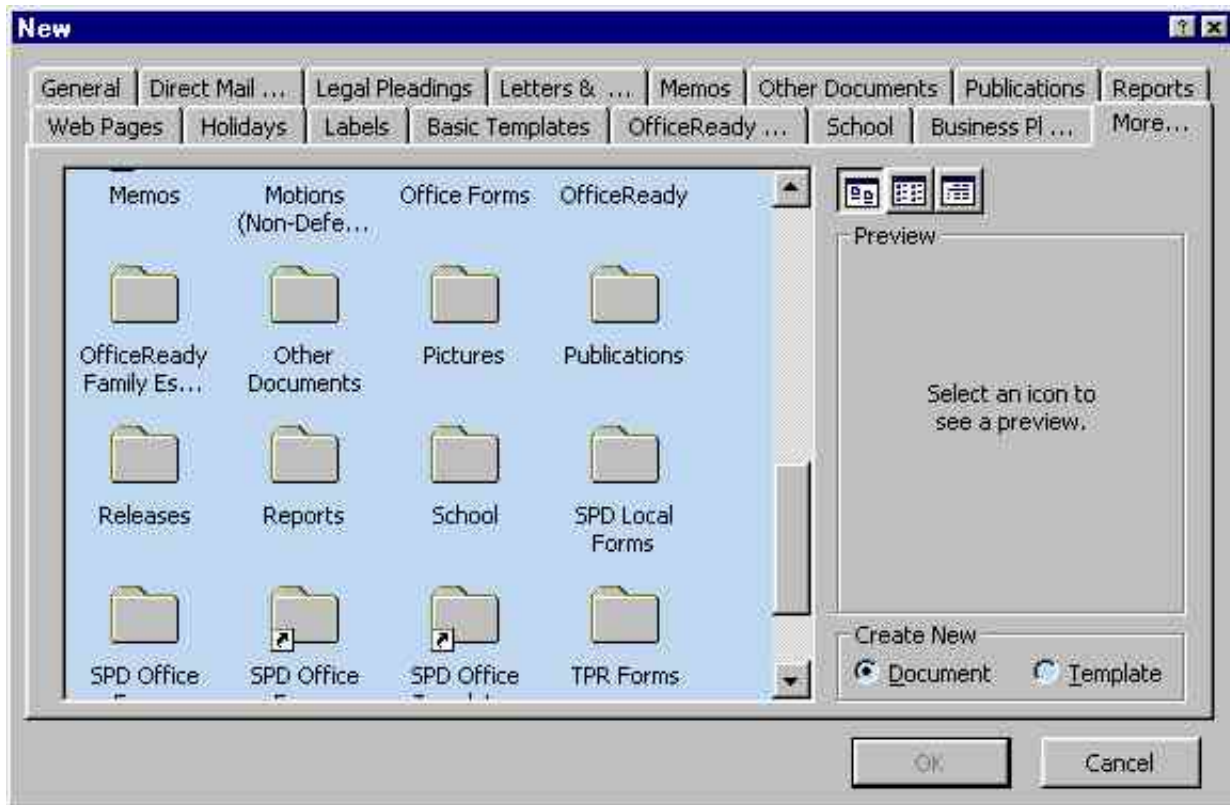 New
General Direct Mail ... Legal Pleadings Letters & ... Memos Other Documents Publications Reports
Web Pages Holidays Labels Basic Templates OfficeReady ... School Business Pl ... More...
Memos Motions (Non-Defe... Office Forms OfficeReady
OfficeReady Family Es... Other Documents Pictures Publications
Releases Reports School SPD Local Forms
SPD Office SPD Office SPD Office TPR Forms
Preview
Select an icon to
see a preview.
Create New
Document Template
OK Cancel